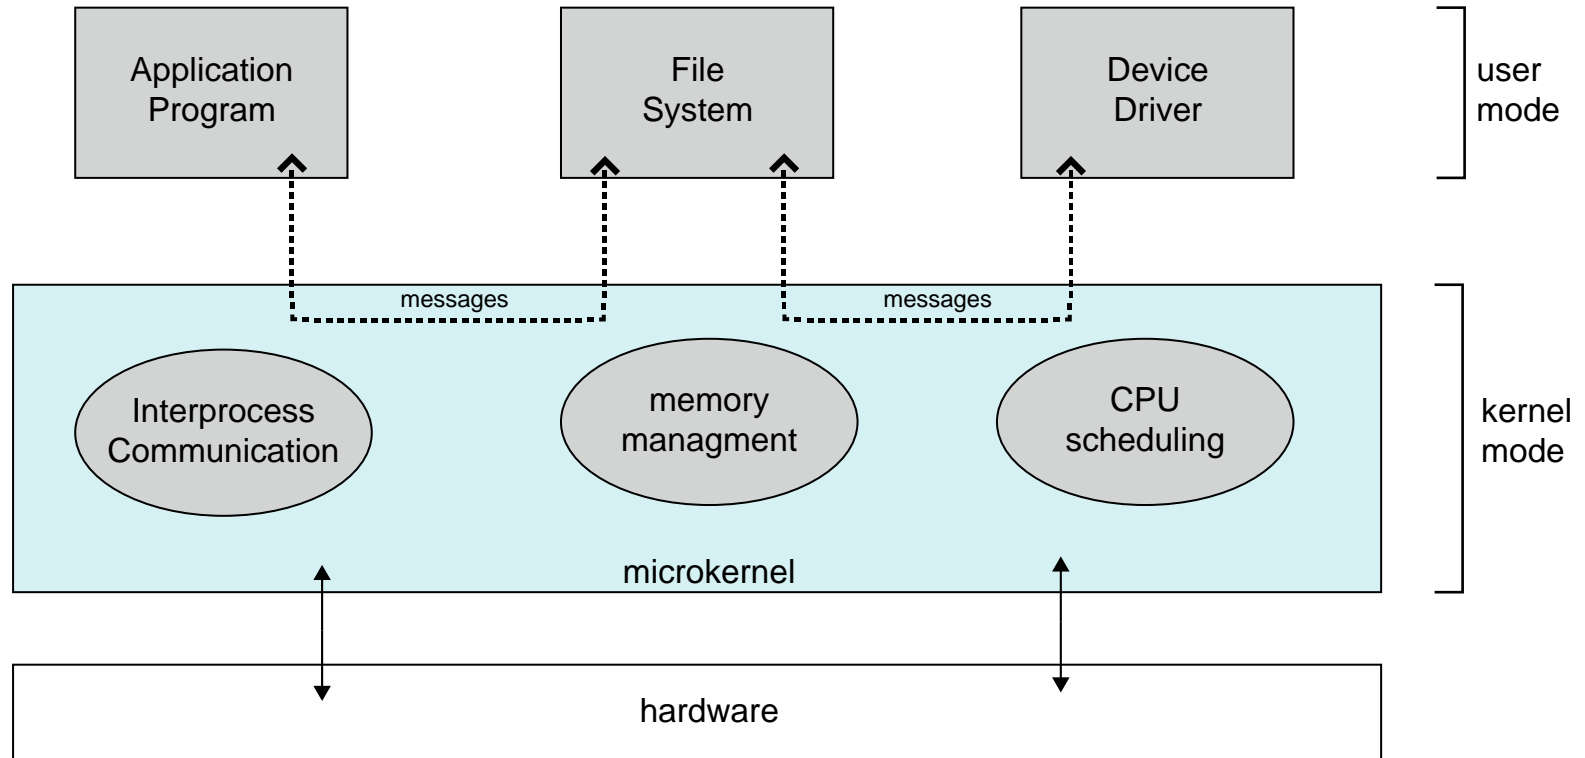 Application
Program
File
System
Device
Driver
user
mode
messages
messages
Interprocess
Communication
memory
managment
CPU
scheduling
kernel
mode
microkernel
hardware